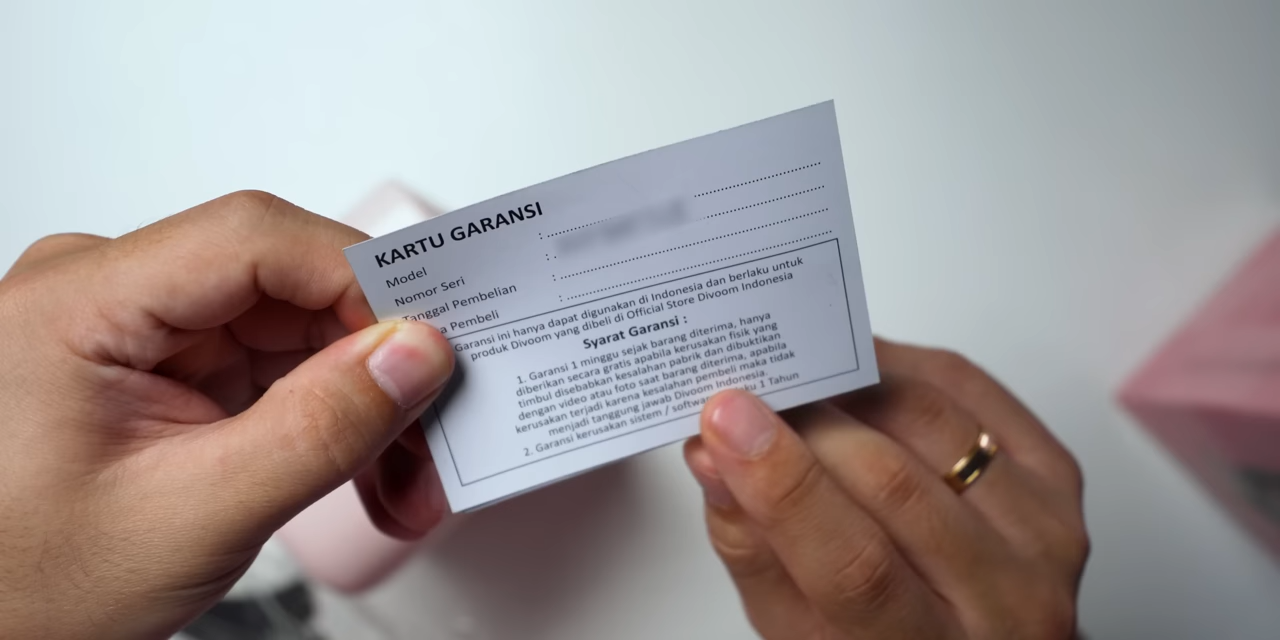 KARTU GARANSI
Model : ....................
Nomor Seri : ....................
Tanggal Pembelian : ....................
a Pembeli : ....................
Garansi ini hanya dapat digunakan di Indonesia dan berlaku untuk
produk Divoom yang dibeli di Official Store Divoom Indonesia
Syarat Garansi :
1. Garansi 1 minggu sejak barang diterima, hanya
diberikan secara gratis apabila kerusakan fisik yang
timbul disebabkan kesalahan pabrik dan dibuktikan
dengan video atau foto saat barang diterima, apabila
kerusakan terjadi karena kesalahan pembeli maka tidak
menjadi tanggung jawab Divoom Indonesia.
2. Garansi kerusakan sistem / softwar ku 1 Tahun